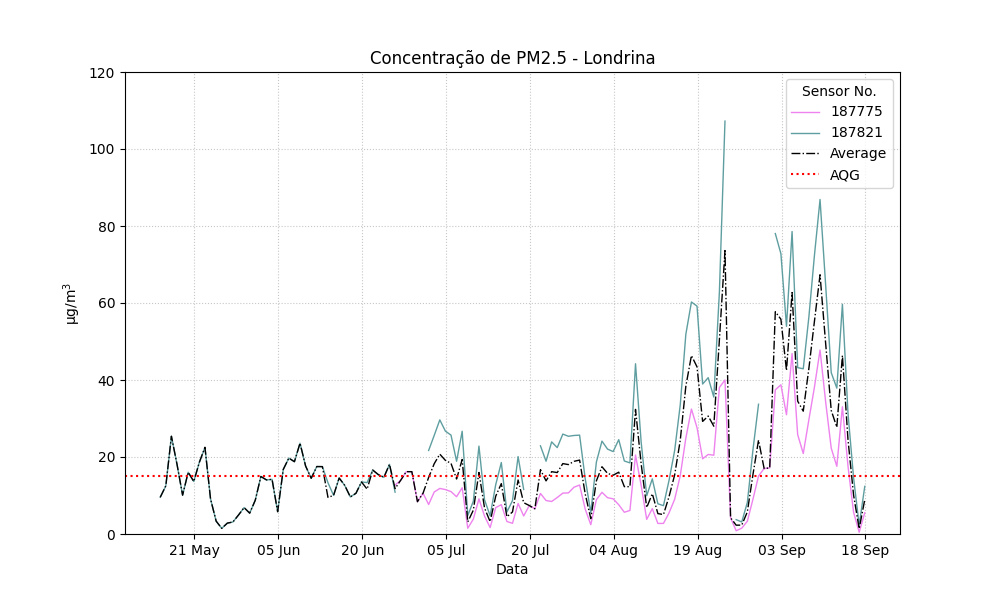 Concentração de PM2.5 - Londrina
120
100
80
60
40
20
0
µg/m³
Sensor No.
187775
187821
Average
AQG
21 May
05 Jun
20 Jun
05 Jul
20 Jul
04 Aug
19 Aug
03 Sep
18 Sep
Data